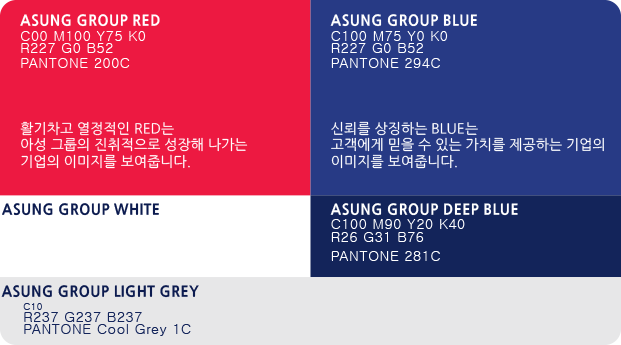 ASUNG GROUP RED
C00 M100 Y75 K0
R227 G0 B52
PANTONE 200C
활기차고 열정적인 RED는
아성 그룹의 진취적으로 성장해 나가는
기업의 이미지를 보여줍니다.
ASUNG GROUP BLUE
C100 M75 Y0 K0
R227 G0 B52
PANTONE 294C
신뢰를 상징하는 BLUE는
고객에게 믿을 수 있는 가치를 제공하는 기업의
이미지를 보여줍니다.
ASUNG GROUP WHITE
ASUNG GROUP DEEP BLUE
C100 M90 Y20 K40
R26 G31 B76
PANTONE 281C
ASUNG GROUP LIGHT GREY
C10
R237 G237 B237
PANTONE Cool Grey 1C